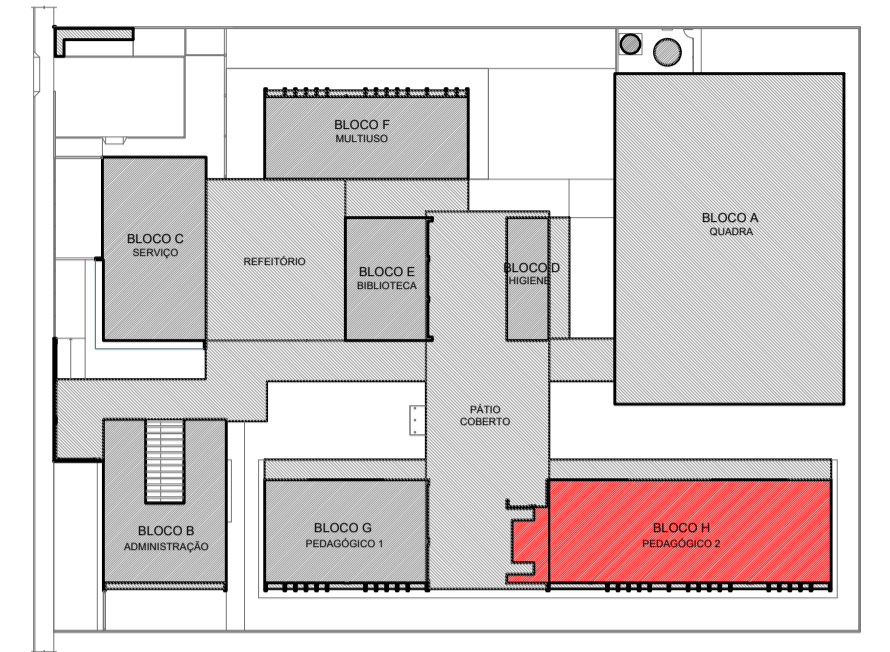 BLOCO F
MULTIUSO
BLOCO A
QUADRA
BLOCO C
SERVIÇO
REFEITÓRIO
BLOCO E
BIBLIOTECA
BLOCO D
HIGIENE
PÁTIO
COBERTO
BLOCO B
ADMINISTRAÇÃO
BLOCO G
PEDAGÓGICO 1
BLOCO H
PEDAGÓGICO 2